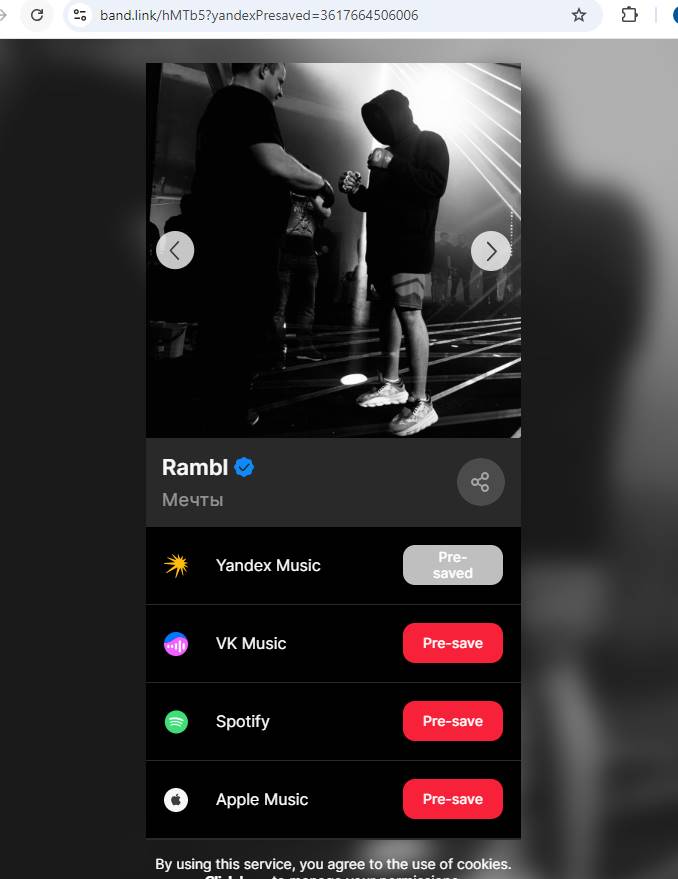 band.link/hMTb5?yandexPresaved=3617664506006
Rambl
Мечты
Yandex Music
Pre-
saved
VK Music
Pre-save
Spotify
Pre-save
Apple Music
Pre-save
By using this service, you agree to the use of cookies.
to manage your permissions